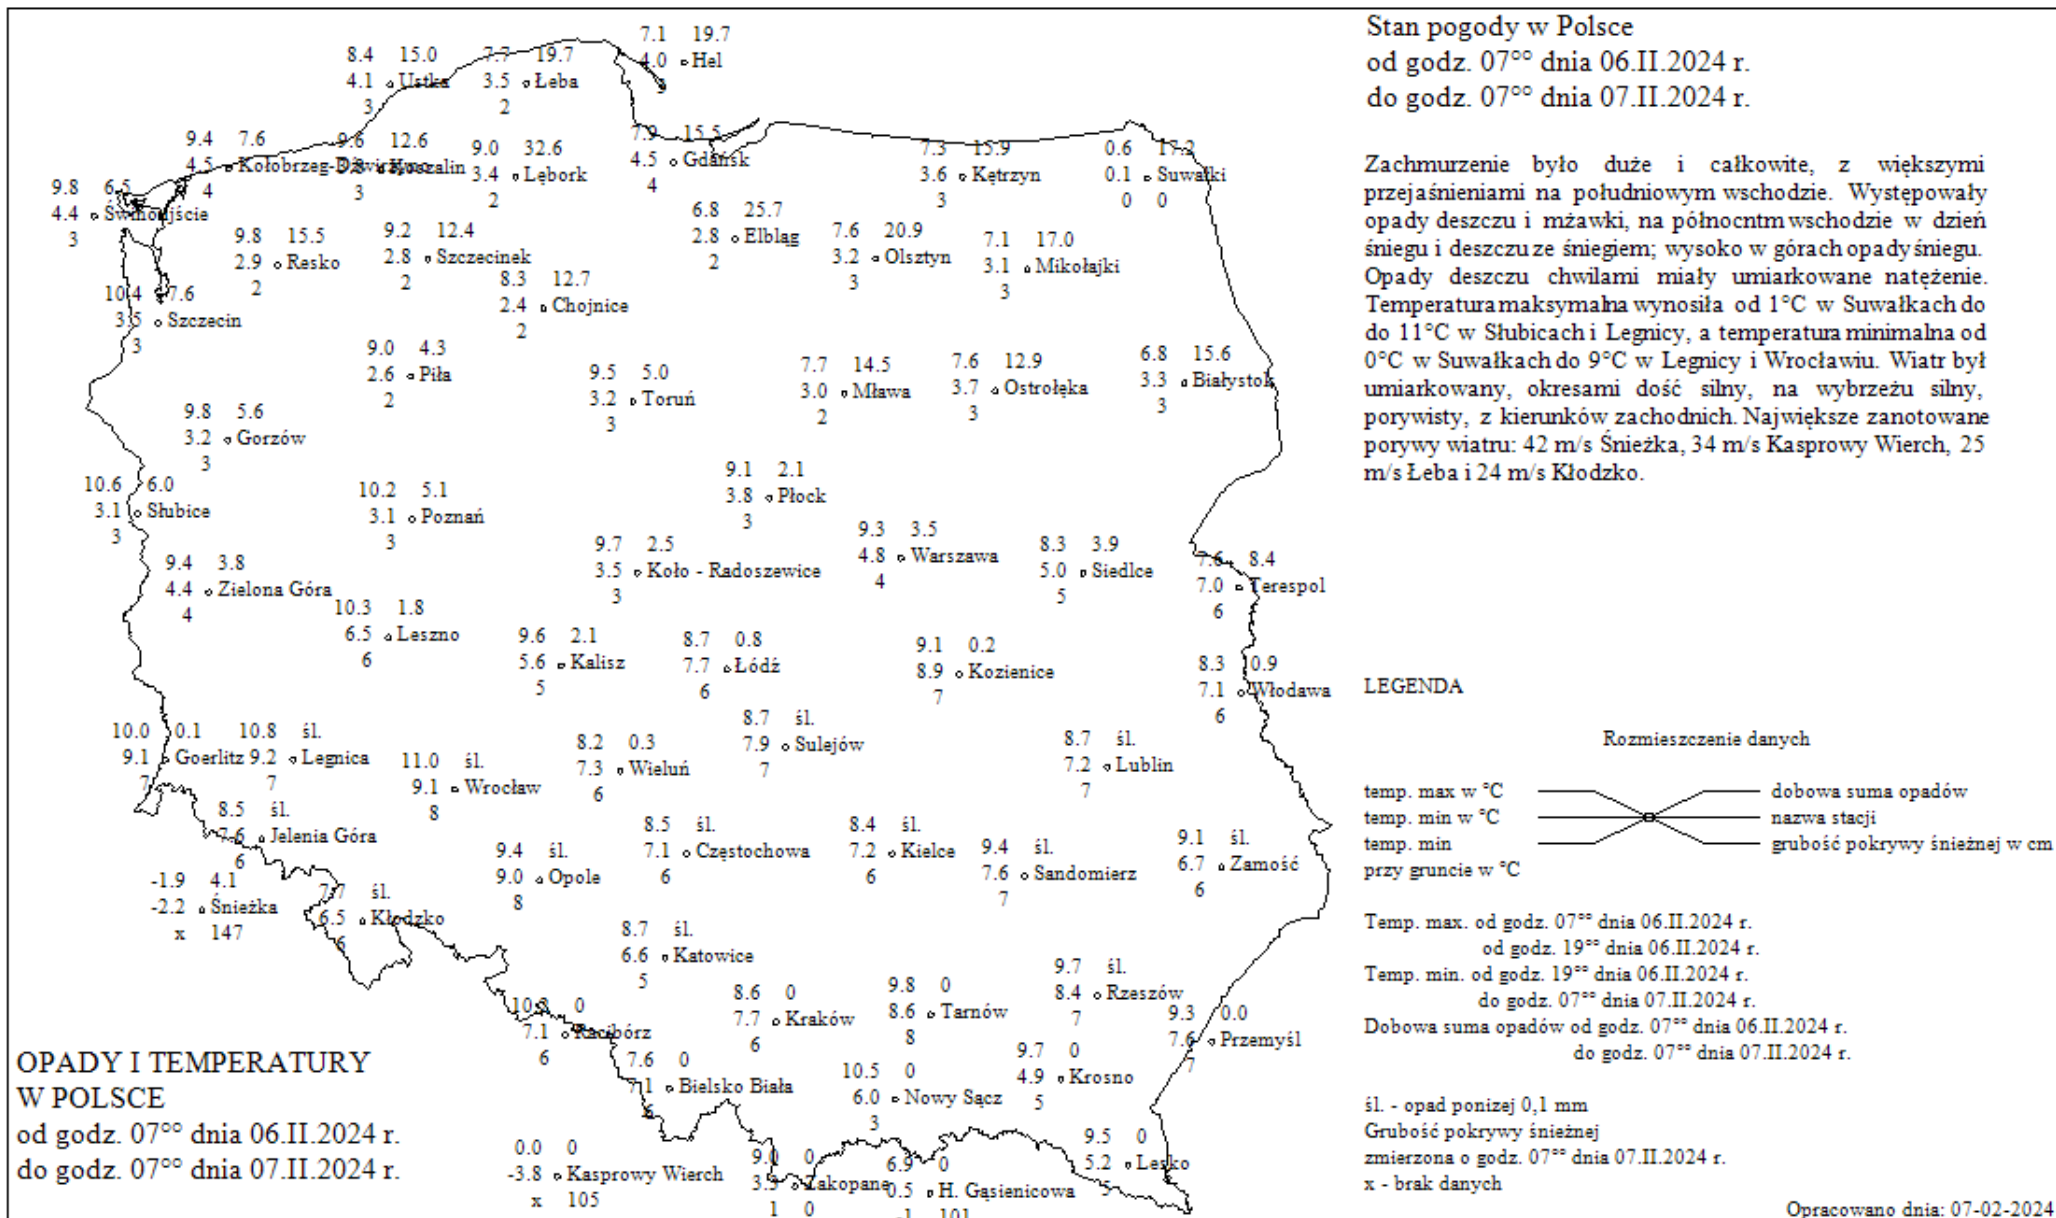 7.1 19.7
4.0 Hel
3
8.4 15.0
4.1 Ustka
3
7.7 19.7
3.5 Łeba
2
9.4 7.6
4.5 Kołobrzeg-Dźwirzyno
4
9.6 12.6
Koszalin
3
9.0 32.6
3.4 Lębork
2
7.9 15.5
4.5 Gdańsk
4
7.3 15.9
3.6 Kętrzyn
3
0.6 17.2
0.1 Suwałki
0 0
9.8 6.5
4.4 Świnoujście
3
9.8 15.5
2.9 Resko
2
9.2 12.4
2.8 Szczecinek
2
6.8 25.7
2.8 Elbląg
2
7.6 20.9
3.2 Olsztyn
3
7.1 17.0
3.1 Mikołajki
3
10.4 7.6
3.5 Szczecin
3
8.3 12.7
2.4 Chojnice
2
9.0 4.3
2.6 Piła
2
9.5 5.0
3.2 Toruń
3
7.7 14.5
3.0 Mława
2
7.6 12.9
3.7 Ostrołęka
3
6.8 15.6
3.3 Białystok
3
9.8 5.6
3.2 Gorzów
3
10.6 6.0
3.1 Słubice
3
10.2 5.1
3.1 Poznań
3
9.1 2.1
3.8 Płock
3
9.7 2.5
3.5 Koło - Radoszewice
3
9.3 3.5
4.8 Warszawa
4
8.3 3.9
5.0 Siedlce
5
7.6 8.4
7.0 Terespol
6
9.4 3.8
4.4 Zielona Góra
4
10.3 1.8
6.5 Leszno
6
9.6 2.1
5.6 Kalisz
5
8.7 0.8
7.7 Łódź
6
9.1 0.2
8.9 Kozienice
7
8.3 0.9
7.1 Włodawa
6
10.0 0.1
9.1 Goerlitz
7
10.8 śl.
9.2 Legnica
7
11.0 śl.
9.1 Wrocław
8
8.2 0.3
7.3 Wieluń
6
8.7 śl.
7.9 Sulejów
7
8.7 śl.
7.2 Lublin
7
8.5 śl.
7.6 Jelenia Góra
6
9.4 śl.
9.0 Opole
8
8.5 śl.
7.1 Częstochowa
6
8.4 śl.
7.2 Kielce
6
9.4 śl.
7.6 Sandomierz
7
9.1 śl.
6.7 Zamość
6
-1.9 4.1
-2.2 Śnieżka
x 147
7.7 śl.
6.5 Kłodzko
6
8.7 śl.
6.6 Katowice
5
10.3 0
7.1 Racibórz
6
8.6 0
7.7 Kraków
6
9.8 0
8.6 Tarnów
8
9.7 śl.
8.4 Rzeszów
7
9.3 0.0
7.6 Przemyśl
7
7.6 0
7.1 Bielsko Biała
6
10.5 0
6.0 Nowy Sącz
3
9.7 0
4.9 Krosno
5
0.0 0
-3.8 Kasprowy Wierch
x 105
9.0 0
3.5 Zakopane
1 0
6.9 0
0.5 H. Gąsienicowa
-1 101
9.5 0
5.2 Lesko
5
OPADY I TEMPERATURY
W POLSCE
od godz. 07°° dnia 06.II.2024 r.
do godz. 07°° dnia 07.II.2024 r.
Stan pogody w Polsce
od godz. 07°° dnia 06.II.2024 r.
do godz. 07°° dnia 07.II.2024 r.
Zachmurzenie było duże i całkowite, z większymi
przejaśnieniami na południowym wschodzie. Występowały
opady deszczu i mżawki, na północntm wschodzie w dzień
śniegu i deszczu ze śniegiem; wysoko w górach opady śniegu.
Opady deszczu chwilami miały umiarkowane natężenie.
Temperatura maksymalna wynosiła od 1°C w Suwałkach do
do 11°C w Słubicach i Legnicy, a temperatura minimalna od
0°C w Suwałkach do 9°C w Legnicy i Wrocławiu. Wiatr był
umiarkowany, okresami dość silny, na wybrzeżu silny,
porywisty, z kierunków zachodnich. Największe zanotowane
porywy wiatru: 42 m/s Śnieżka, 34 m/s Kasprowy Wierch, 25
m/s Łeba i 24 m/s Kłodzko.
LEGENDA
Rozmieszczenie danych
temp. max w °C dobowa suma opadów
temp. min w °C nazwa stacji
temp. min grubość pokrywy śnieżnej w cm
przy gruncie w °C
Temp. max. od godz. 07°° dnia 06.II.2024 r.
od godz. 19°° dnia 06.II.2024 r.
Temp. min. od godz. 19°° dnia 06.II.2024 r.
do godz. 07°° dnia 07.II.2024 r.
Dobowa suma opadów od godz. 07°° dnia 06.II.2024 r.
do godz. 07°° dnia 07.II.2024 r.
śl. - opad ponizej 0,1 mm
Grubość pokrywy śnieżnej
zmierzona o godz. 07°° dnia 07.II.2024 r.
x - brak danych
Opracowano dnia: 07-02-2024